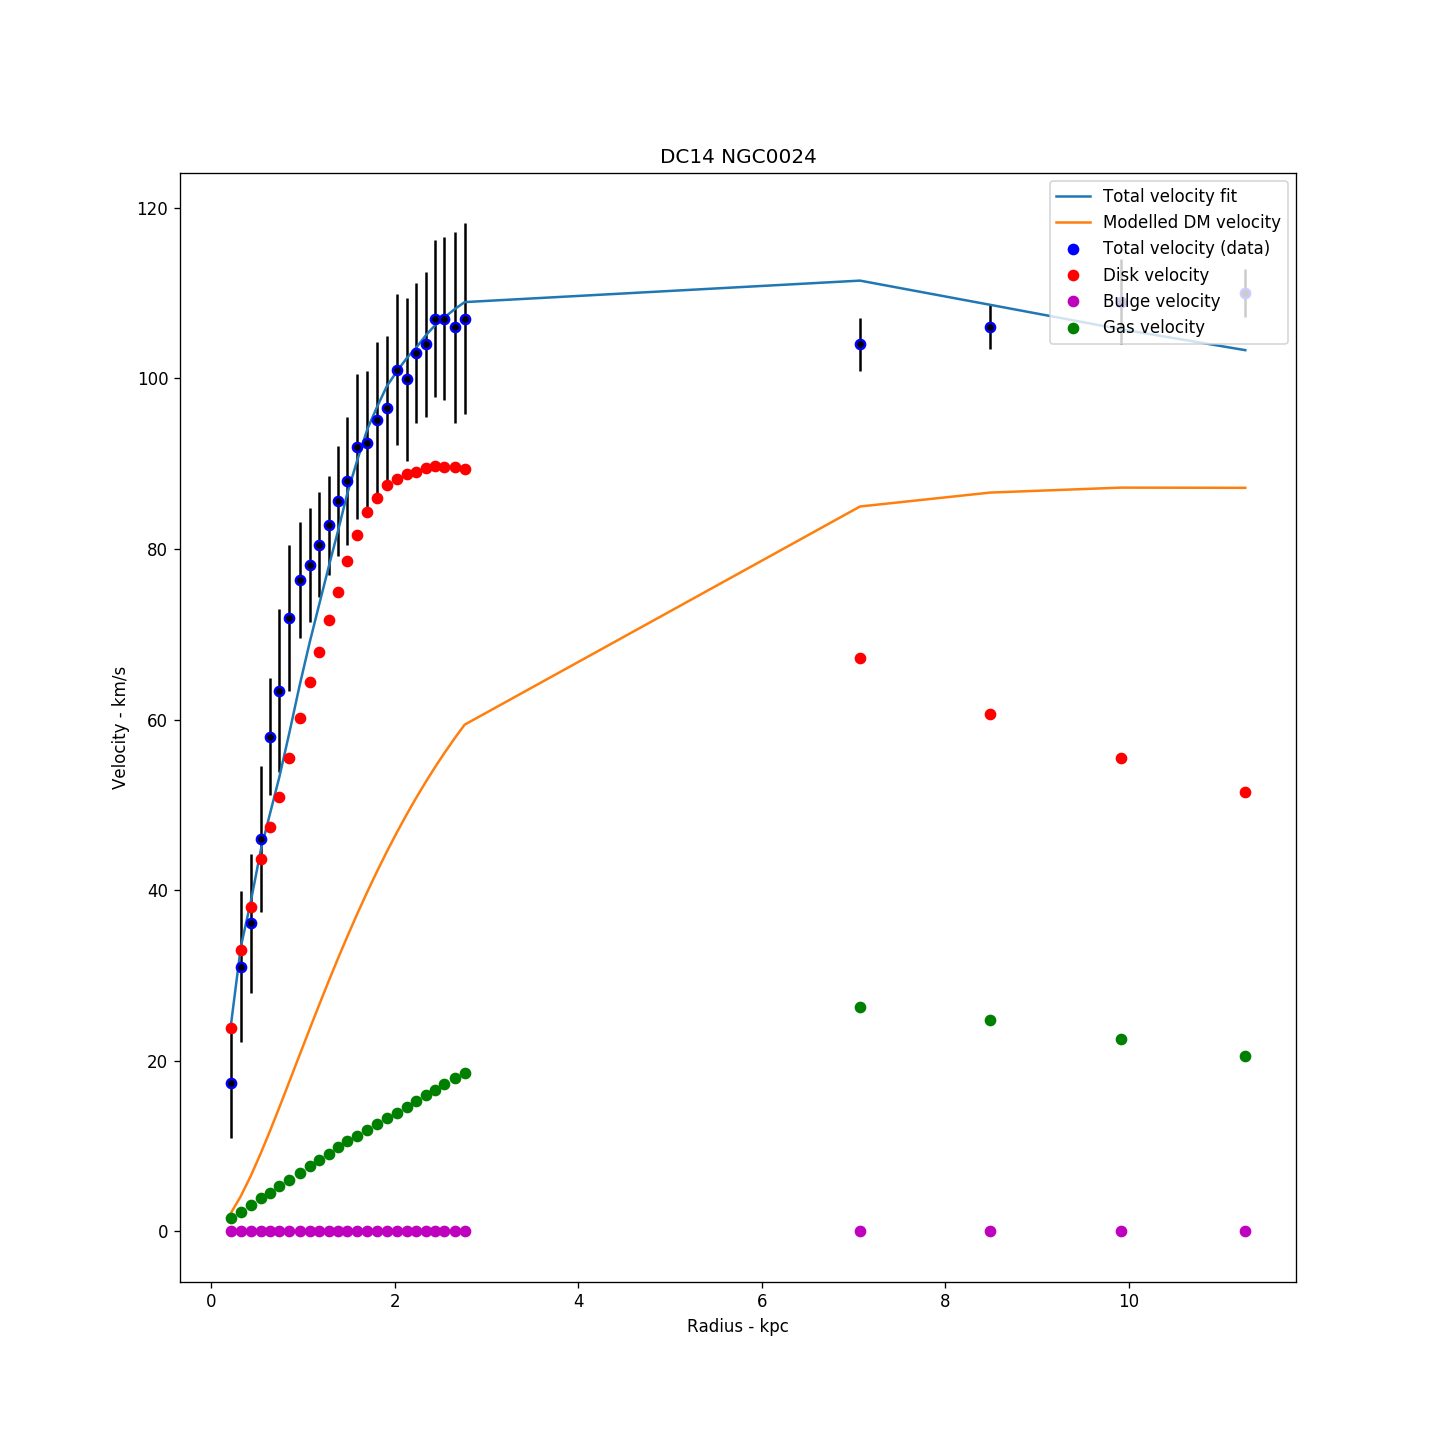 DC14 NGC0024
Total velocity fit
Modelled DM velocity
Total velocity (data)
Disk velocity
Bulge velocity
Gas velocity
Velocity - km/s
120
100
80
60
40
20
0
0 2 4 6 8 10
Radius - kpc